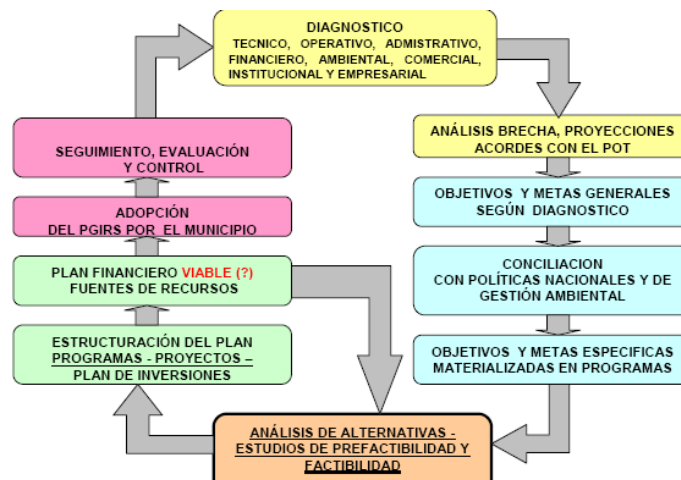 DIAGNOSTICO
TECNICO, OPERATIVO, ADMISTRATIVO,
FINANCIERO, AMBIENTAL, COMERCIAL,
INSTITUCIONAL Y EMPRESARIAL
ANÁLISIS BRECHA, PROYECCIONES
ACORDES CON EL POT
OBJETIVOS Y METAS GENERALES
SEGÚN DIAGNOSTICO
CONCILIACION
CON POLÍTICAS NACIONALES Y DE
GESTIÓN AMBIENTAL
OBJETIVOS Y METAS ESPECIFICAS
MATERIALIZADAS EN PROGRAMAS
ANÁLISIS DE ALTERNATIVAS -
ESTUDIOS DE PREFACTIBILIDAD Y
FACTIBILIDAD
ESTRUCTURACIÓN DEL PLAN
PROGRAMAS - PROYECTOS –
PLAN DE INVERSIONES
PLAN FINANCIERO VIABLE (?)
FUENTES DE RECURSOS
ADOPCIÓN
DEL PGIRS POR EL MUNICIPIO
SEGUIMIENTO, EVALUACIÓN
Y CONTROL